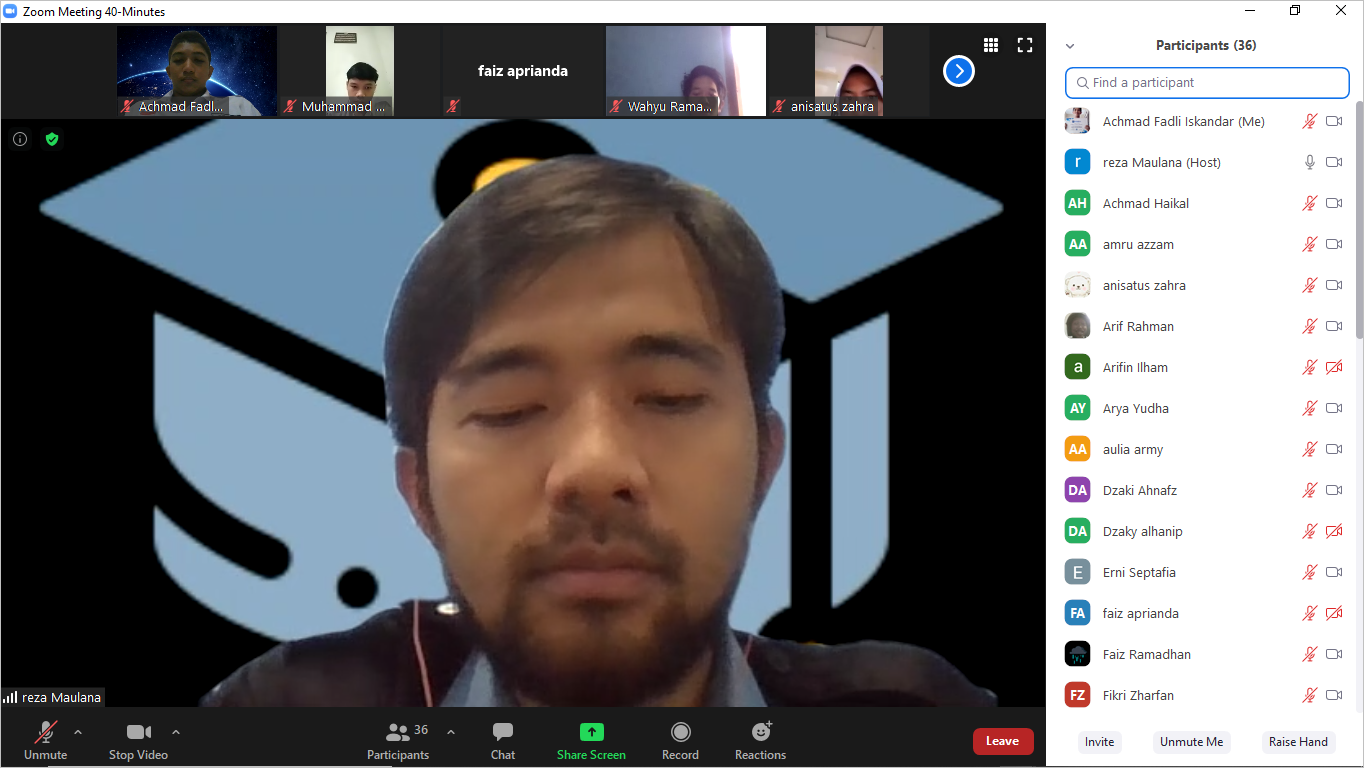 Zoom Meeting 40-Minutes
Achmad Fadl...
Muhammad ...
faiz aprianda
Wahyu Rama...
anisatus zahra
reza Maulana
Unmute
Stop Video
36
Participants
Chat
Share Screen
Record
Reactions
Leave
Participants (36)
Find a participant
Achmad Fadli Iskandar (Me)
r reza Maulana (Host)
AH Achmad Haikal
AA amru azzam
anisatus zahra
Arif Rahman
a Arifin Ilham
AY Arya Yudha
AA aulia army
DA Dzaki Ahnafz
DA Dzaky alhanip
E Erni Septafia
FA faiz aprianda
Faiz Ramadhan
FZ Fikri Zharfan
Invite Unmute Me Raise Hand